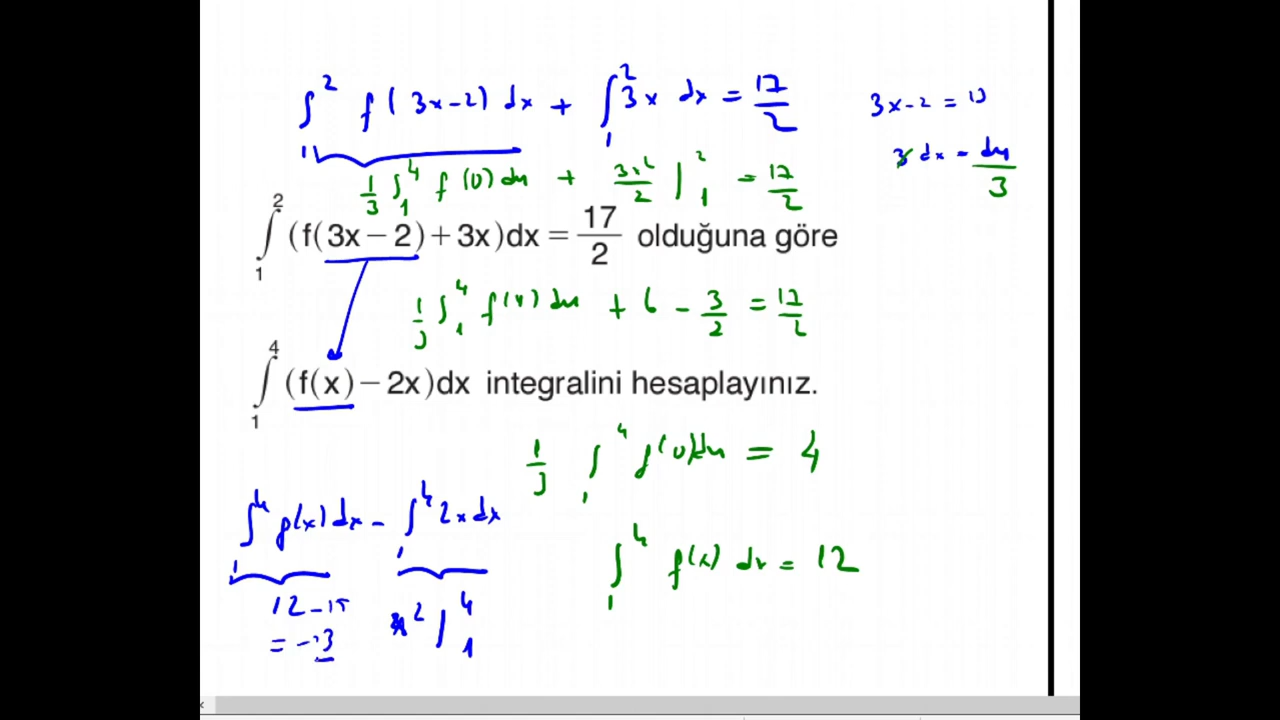 ∫₁² f(3x-2) dx + ∫₁² 3x dx = 17/2
3x-2 = u
3 dx = du/3
1/3 ∫₁⁴ f(u) du + 3x²/2 |₁² = 17/2
∫₁² (f(3x-2)+3x)dx = 17/2 olduğuna göre
1/3 ∫₁⁴ f(u) du + 6 - 3/2 = 17/2
∫₁⁴ (f(x)-2x)dx integralini hesaplayınız.
1/3 ∫₁⁴ f(u)du = 4
∫₁⁴ f(x)dx - ∫₁⁴ 2x dx
∫₁⁴ f(x) dx = 12
12-15
x² |₁⁴
= -3